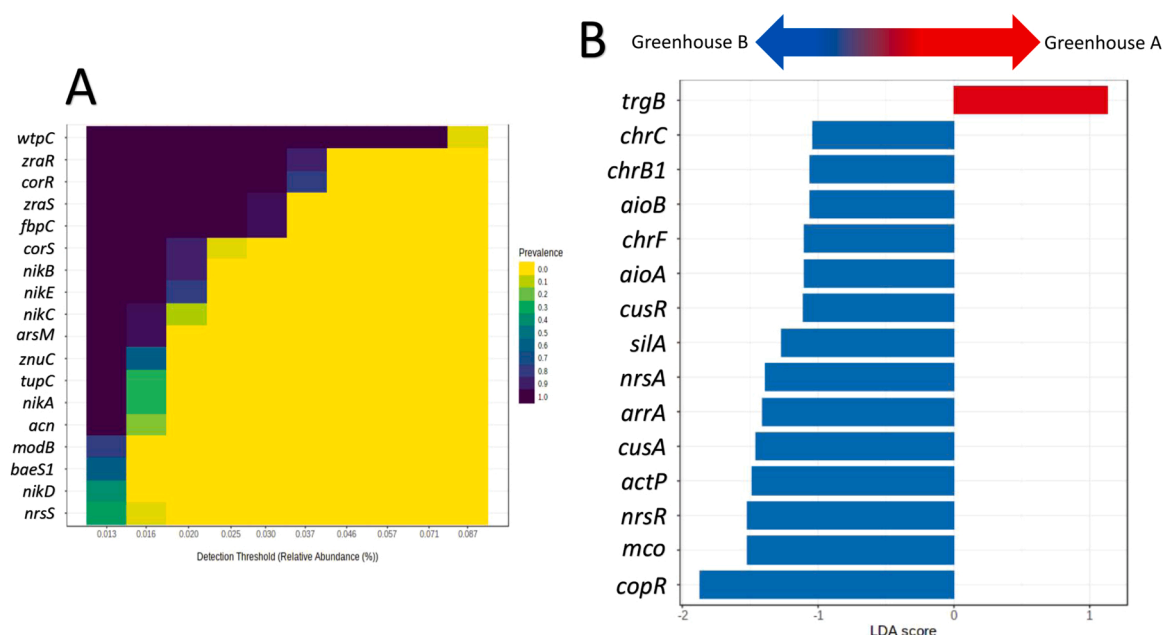 A
wtpC
zraR
corR
zraS
fbpC
corS
nikB
nikE
nikC
arsM
znuC
tupC
nikA
acn
modB
baeS1
nikD
nrsS
0.013 0.016 0.020 0.025 0.030 0.037 0.046 0.057 0.071 0.087
Detection Threshold (Relative Abundance (%))
Prevalence
0.0
0.1
0.2
0.3
0.4
0.5
0.6
0.7
0.8
0.9
1.0
B
Greenhouse B Greenhouse A
trgB
chrC
chrB1
aioB
chrF
aioA
cusR
silA
nrsA
arrA
cusA
actP
nrsR
mco
copR
-2 -1 0 1
LDA score